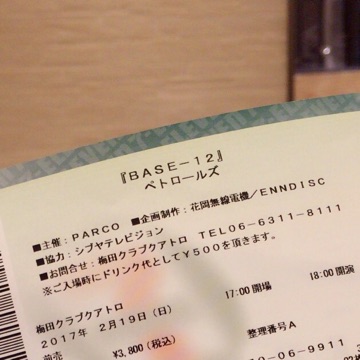 『BASE-12』
ペトロールズ
■主催：PARCO ■企画制作：花岡無線電機／ENNDISC
■協力：シブヤテレビジョン
■お問合せ：梅田クラブクアトロ TEL06-6311-8111
※ご入場時にドリンク代として¥500を頂きます。
梅田クラブクアトロ
2017年 2月19日（日） 17:00 開場 18:00 開演
前売 ¥3,800（税込） 整理番号A